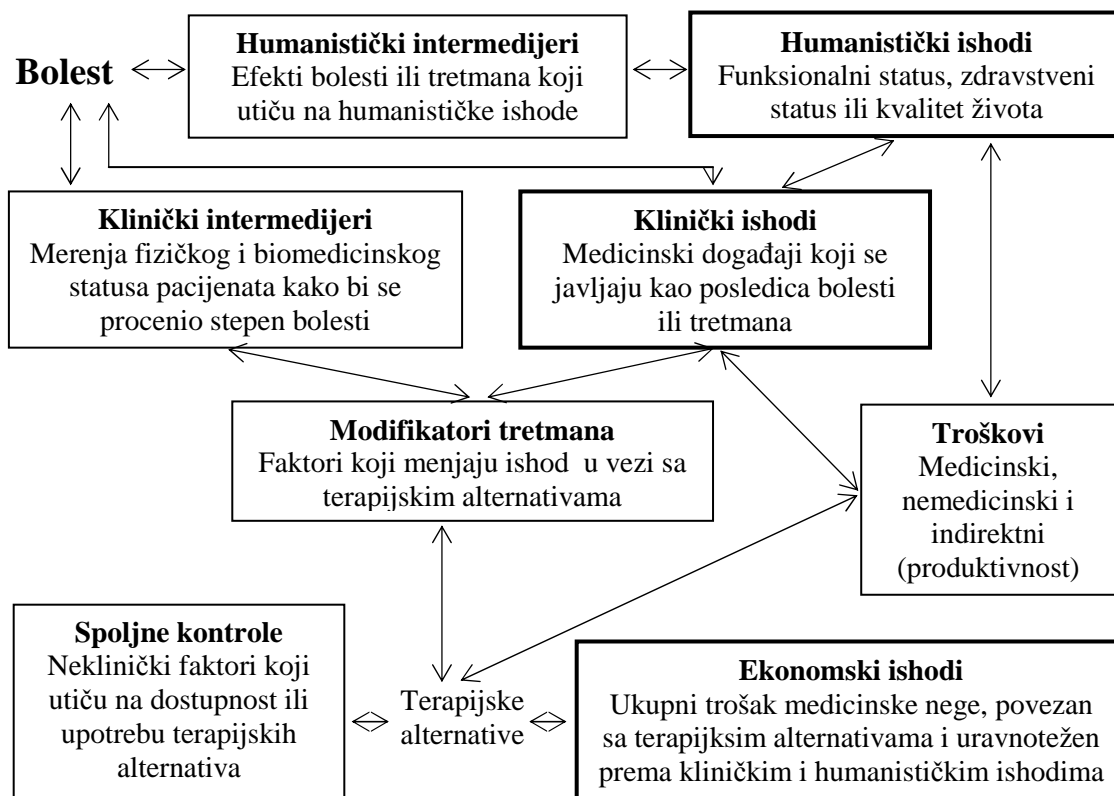 Bolest
Humanistički intermedijeri
Efekti bolesti ili tretmana koji
utiču na humanističke ishode
Humanistički ishodi
Funksionalni status, zdravstveni
status ili kvalitet života
Klinički intermedijeri
Merenja fizičkog i biomedicinskog
statusa pacijenata kako bi se
procenio stepen bolesti
Klinički ishodi
Medicinski događaji koji se
javljaju kao posledica bolesti
ili tretmana
Modifikatori tretmana
Faktori koji menjaju ishod u vezi sa
terapijskim alternativama
Troškovi
Medicinski,
nemedicinski i
indirektni
(produktivnost)
Spoljne kontrole
Neklinički faktori koji
utiču na dostupnost ili
upotrebu terapijskih
alternativa
Terapijske
alternative
Ekonomski ishodi
Ukupni trošak medicinske nege, povezan
sa terapijksim alternativama i uravnotežen
prema kliničkim i humanističkim ishodima